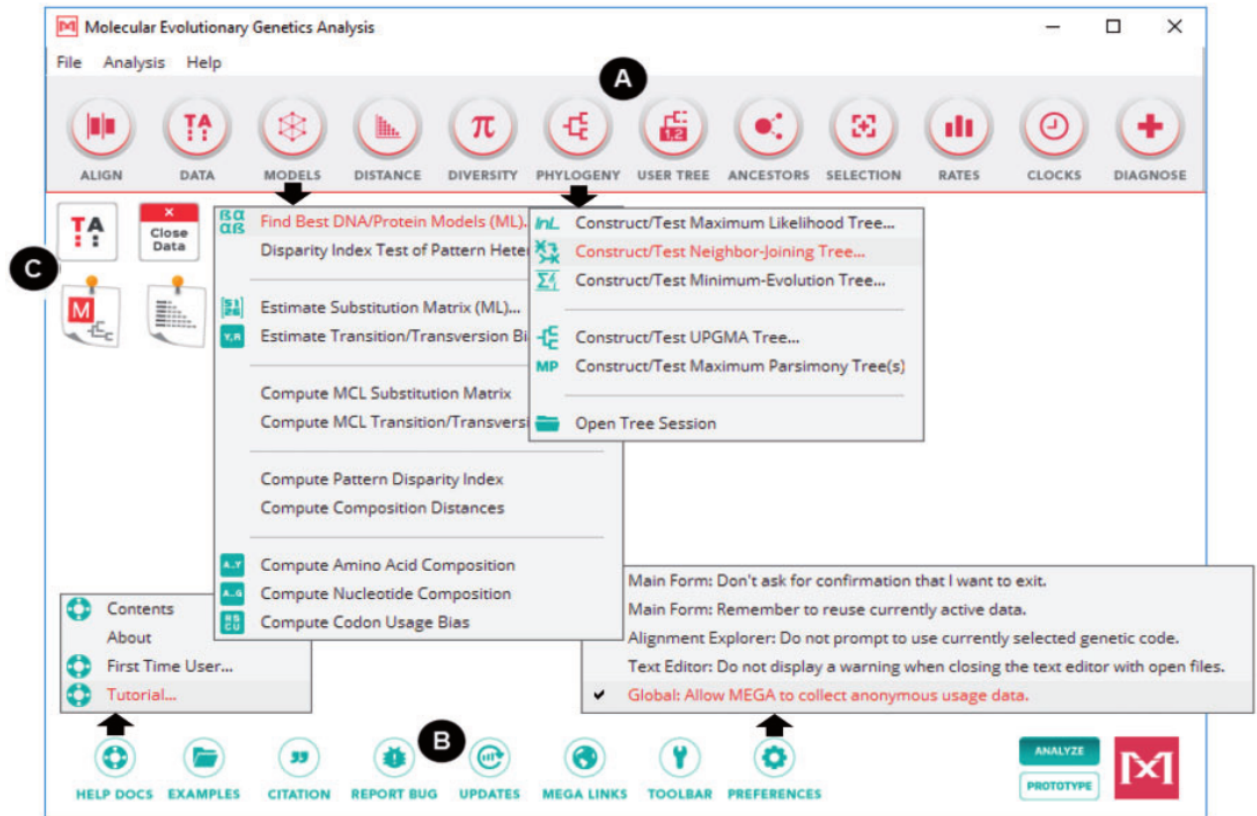 Molecular Evolutionary Genetics Analysis
File Analysis Help
A
TA
π
1,2
ALIGN DATA MODELS DISTANCE DIVERSITY PHYLOGENY USER TREE ANCESTORS SELECTION RATES CLOCKS DIAGNOSE
TA
Close
Data
C
M
Find Best DNA/Protein Models (ML)...
Disparity Index Test of Pattern Heter
Estimate Substitution Matrix (ML)...
Y,R Estimate Transition/Transversion Bi
Compute MCL Substitution Matrix
Compute MCL Transition/Transversi
Compute Pattern Disparity Index
Compute Composition Distances
A..Y Compute Amino Acid Composition
A..G Compute Nucleotide Composition
RSCU Compute Codon Usage Bias
lnL Construct/Test Maximum Likelihood Tree...
Construct/Test Neighbor-Joining Tree...
Construct/Test Minimum-Evolution Tree...
Construct/Test UPGMA Tree...
MP Construct/Test Maximum Parsimony Tree(s)
Open Tree Session
Contents
About
First Time User...
Tutorial...
Main Form: Don't ask for confirmation that I want to exit.
Main Form: Remember to reuse currently active data.
Alignment Explorer: Do not prompt to use currently selected genetic code.
Text Editor: Do not display a warning when closing the text editor with open files.
Global: Allow MEGA to collect anonymous usage data.
B
HELP DOCS EXAMPLES CITATION REPORT BUG UPDATES MEGA LINKS TOOLBAR PREFERENCES
ANALYZE
PROTOTYPE
M